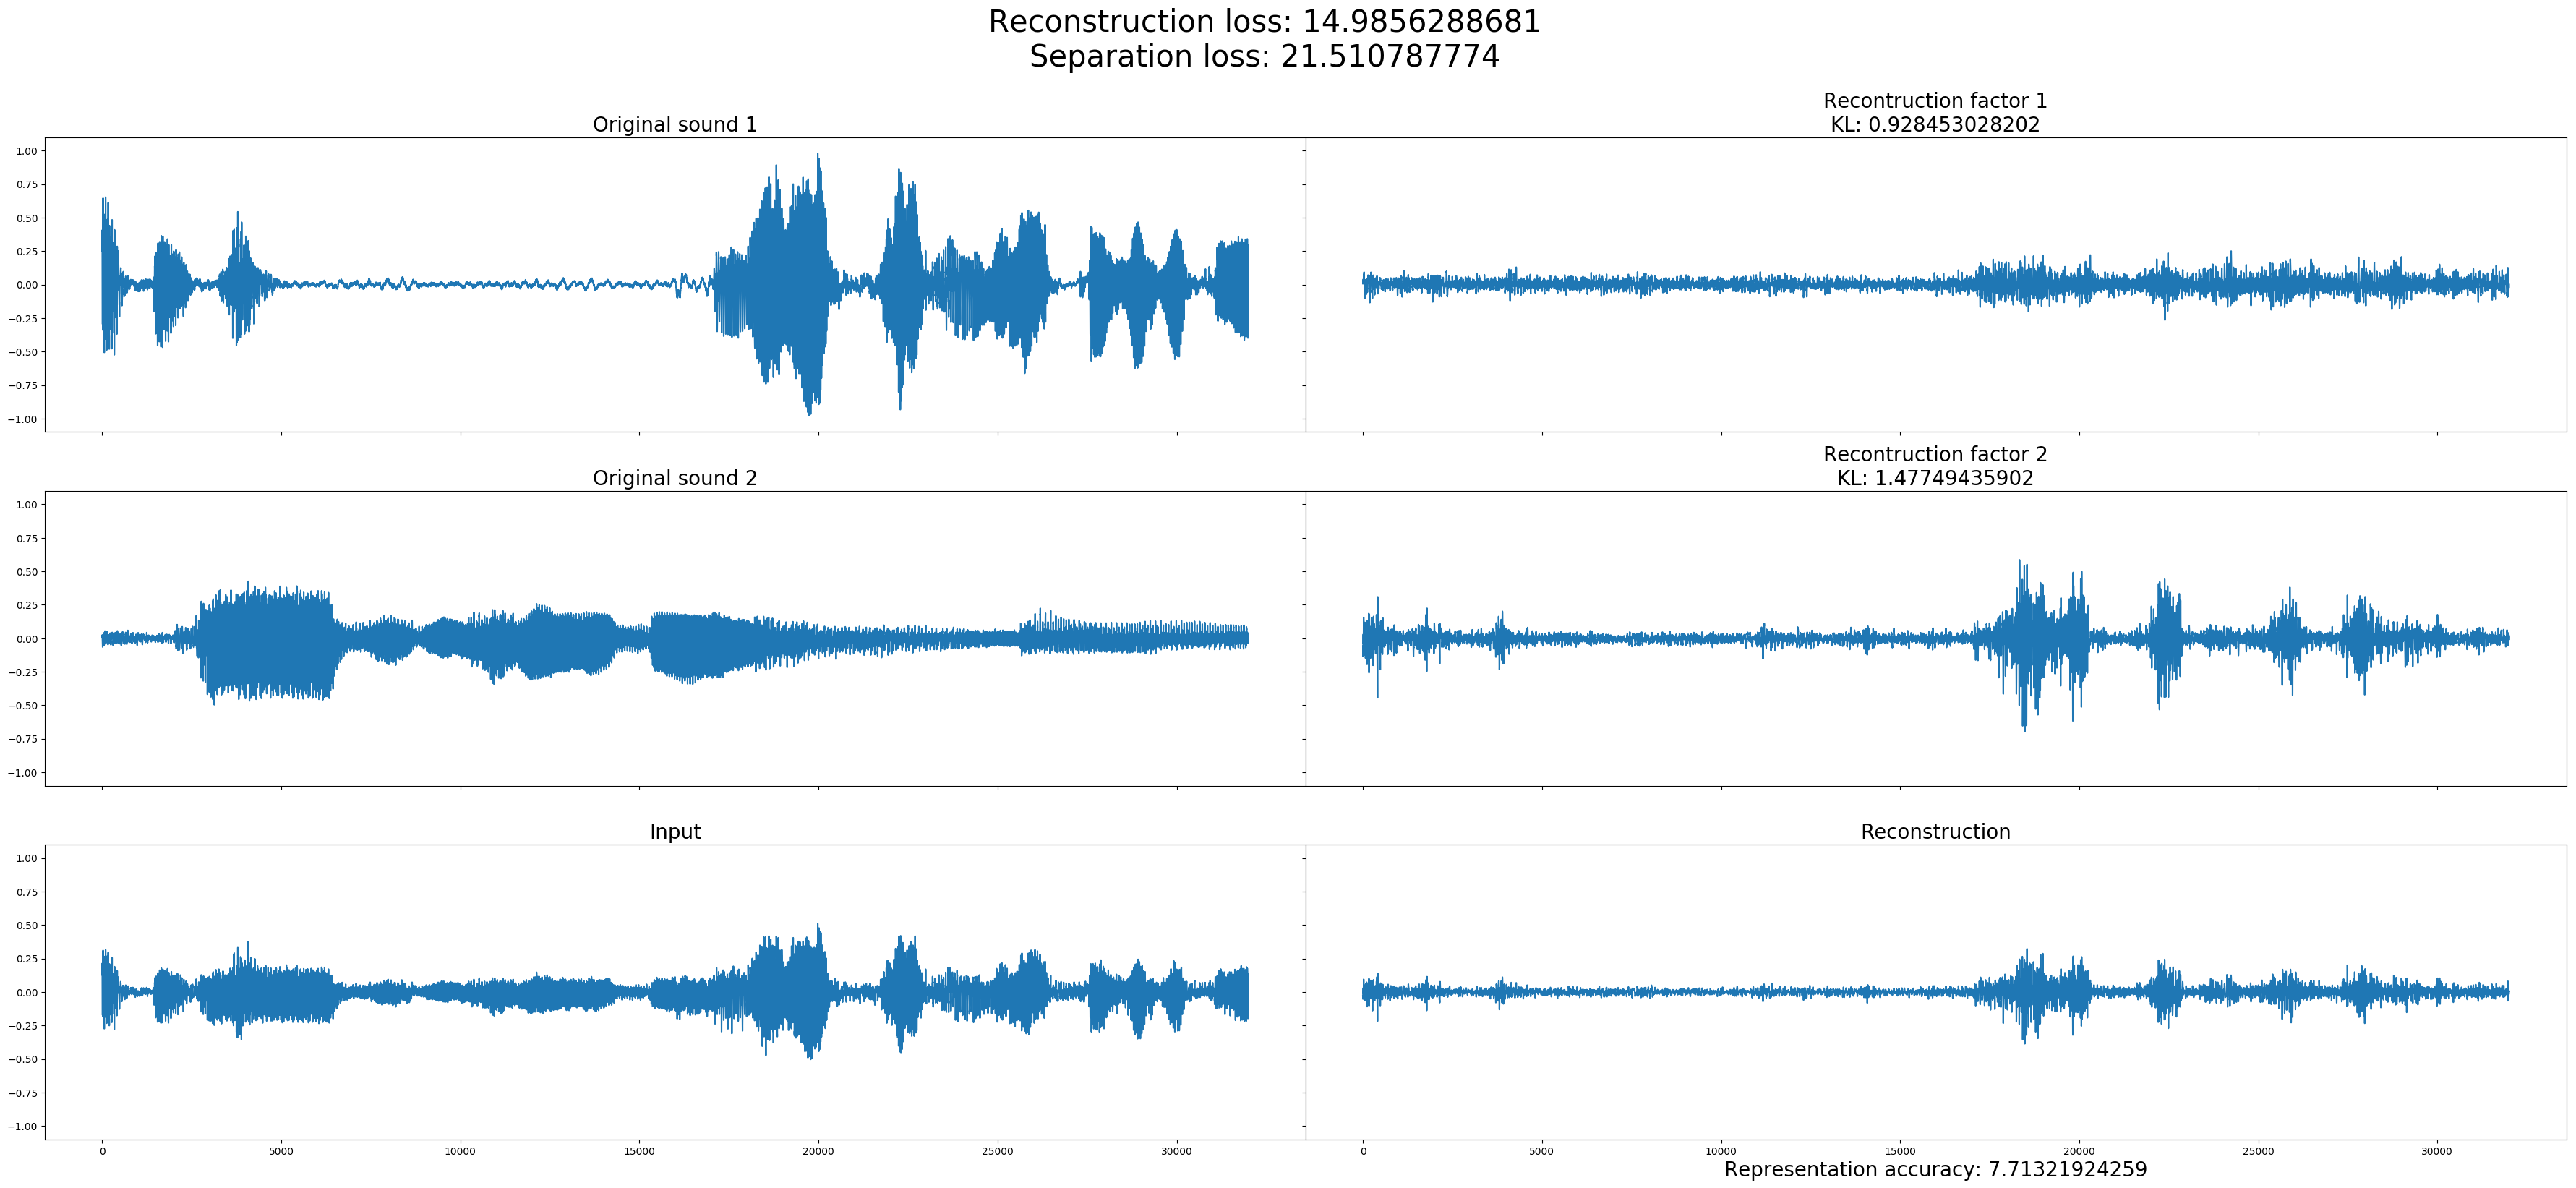 Reconstruction loss: 14.9856288681
Separation loss: 21.510787774
Original sound 1
Recontruction factor 1
KL: 0.928453028202
1.00
0.75
0.50
0.25
0.00
−0.25
−0.50
−0.75
−1.00
Original sound 2
Recontruction factor 2
KL: 1.47749435902
1.00
0.75
0.50
0.25
0.00
−0.25
−0.50
−0.75
−1.00
Input
Reconstruction
1.00
0.75
0.50
0.25
0.00
−0.25
−0.50
−0.75
−1.00
0 5000 10000 15000 20000 25000 30000
0 5000 10000 15000 20000 25000 30000
Representation accuracy: 7.71321924259